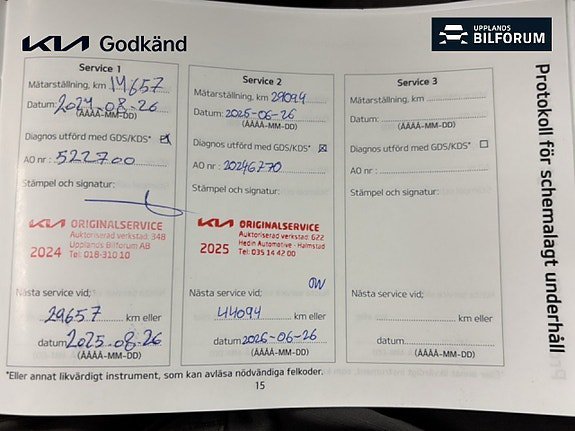 KIA Godkänd
UPPLANDS
BILFORUM
Protokoll för schemalagt underhåll
Service 1
Mätarställning, km 14657
Datum: 2024-08-26
(ÅÅÅÅ-MM-DD)
Diagnos utförd med GDS/KDS*
AO nr : 522700
Stämpel och signatur:
KIA ORIGINALSERVICE
Auktoriserad verkstad: 348
2024 Upplands Bilforum AB
Tel: 018-310 10
Nästa service vid;
29657 km eller
datum 2025-08-26
(ÅÅÅÅ-MM-DD)
Service 2
Mätarställning, km 29094
Datum: 2025-06-26
(ÅÅÅÅ-MM-DD)
Diagnos utförd med GDS/KDS*
AO nr : 20246770
Stämpel och signatur:
KIA ORIGINALSERVICE
Auktoriserad verkstad: 622
2025 Hedin Automotive - Halmstad
Tel: 035 14 42 00
Nästa service vid;
44094 km eller
datum 2026-06-26
(ÅÅÅÅ-MM-DD)
Service 3
Mätarställning, km
Datum:
(ÅÅÅÅ-MM-DD)
Diagnos utförd med GDS/KDS*
AO nr :
Stämpel och signatur:
Nästa service vid;
km eller
datum
(ÅÅÅÅ-MM-DD)
*Eller annat likvärdigt instrument, som kan avläsa nödvändiga felkoder.
15